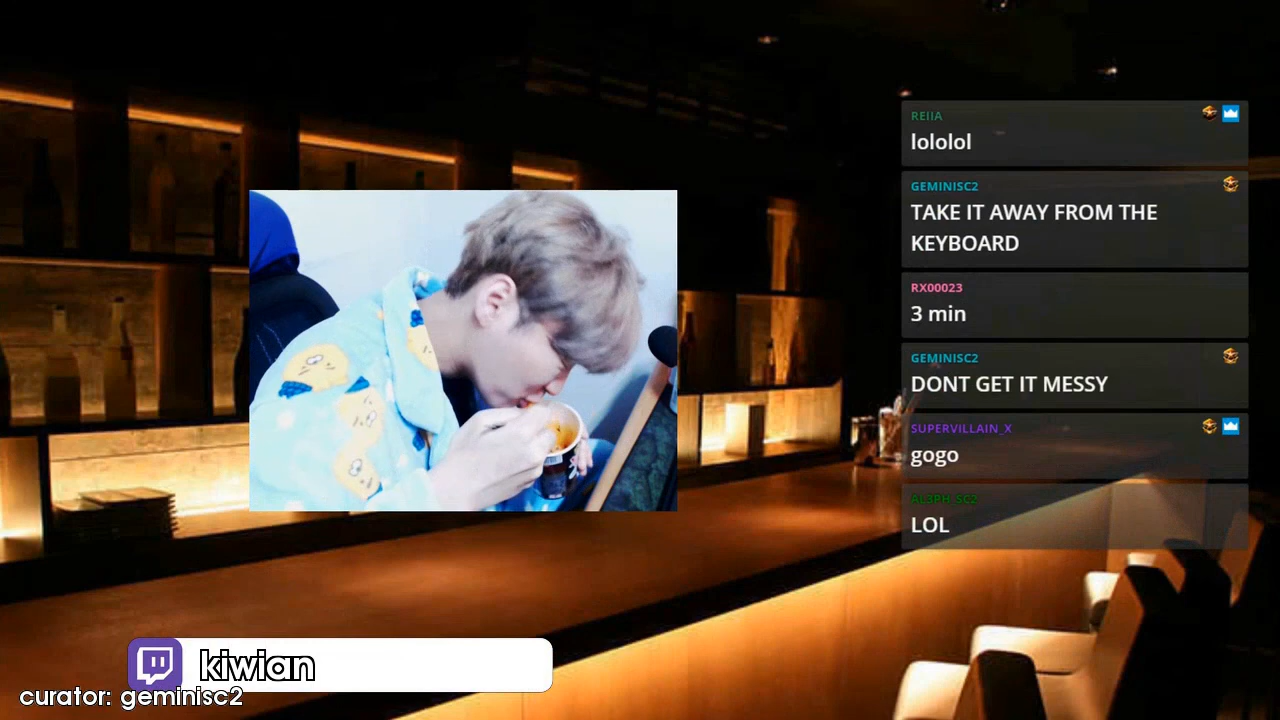 REIIA
lololol
GEMINISC2
TAKE IT AWAY FROM THE
KEYBOARD
RX00023
3 min
GEMINISC2
DONT GET IT MESSY
SUPERVILLAIN_X
gogo
AL3PH_SC2
LOL
kiwian
curator: geminisc2